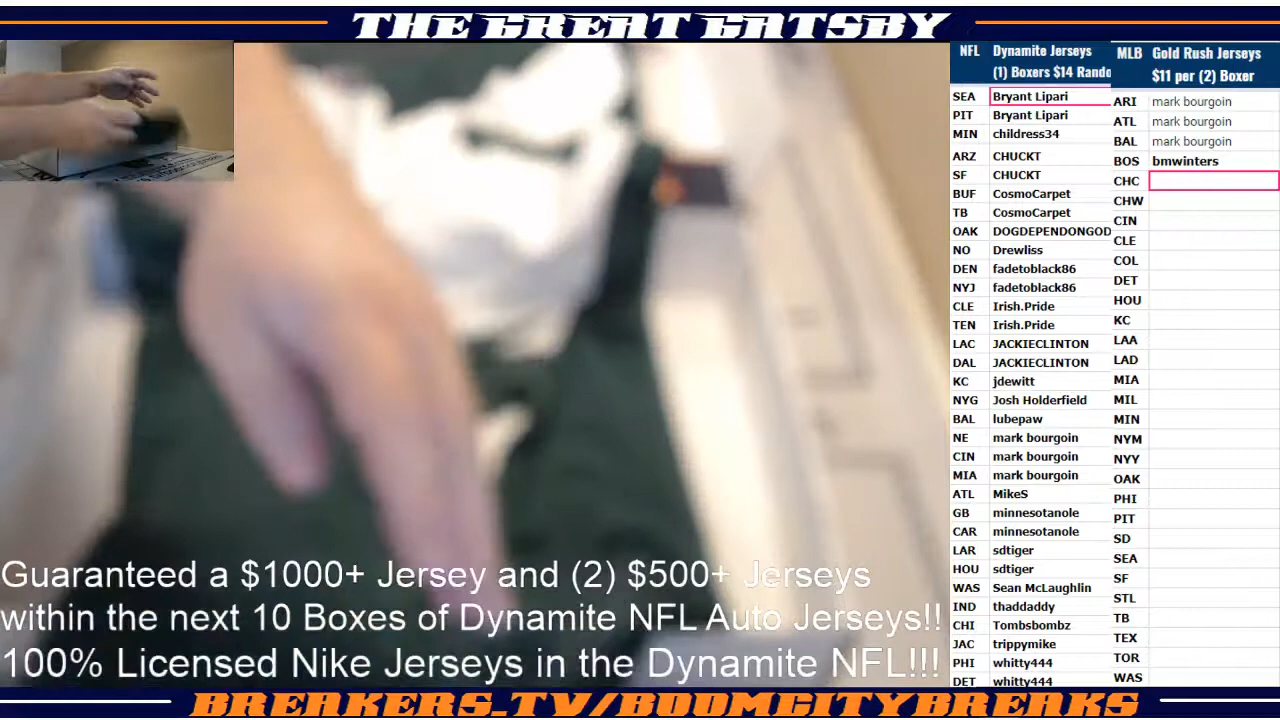 THE GREAT GATSBY
NFL Dynamite Jerseys
(1) Boxers $14 Rando
SEA Bryant Lipari
PIT Bryant Lipari
MIN childress34
ARZ CHUCKT
SF CHUCKT
BUF CosmoCarpet
TB CosmoCarpet
OAK DOGDEPENDONGOD
NO Drewliss
DEN fadetoblack86
NYJ fadetoblack86
CLE Irish.Pride
TEN Irish.Pride
LAC JACKIECLINTON
DAL JACKIECLINTON
KC jdewitt
NYG Josh Holderfield
BAL lubepaw
NE mark bourgoin
CIN mark bourgoin
MIA mark bourgoin
ATL MikeS
GB minnesotanole
CAR minnesotanole
LAR sdtiger
HOU sdtiger
WAS Sean McLaughlin
IND thaddaddy
CHI Tombsbombz
JAC trippymike
PHI whitty444
DET whitty444
MLB Gold Rush Jerseys
$11 per (2) Boxer
ARI mark bourgoin
ATL mark bourgoin
BAL mark bourgoin
BOS bmwinters
CHC
CHW
CIN
CLE
COL
DET
HOU
KC
LAA
LAD
MIA
MIL
MIN
NYM
NYY
OAK
PHI
PIT
SD
SEA
SF
STL
TB
TEX
TOR
WAS
Guaranteed a $1000+ Jersey and (2) $500+ Jerseys
within the next 10 Boxes of Dynamite NFL Auto Jerseys!!
100% Licensed Nike Jerseys in the Dynamite NFL!!!
BREAKERS.TV/BOOMCITYBREAKS